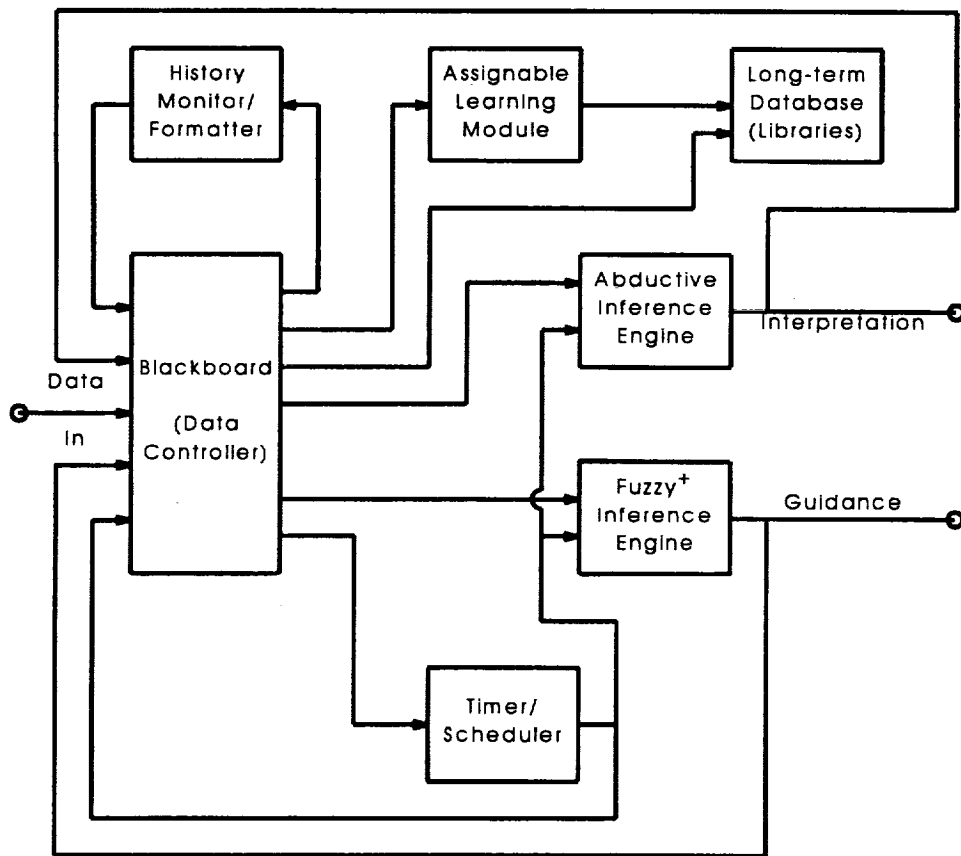 History
Monitor/
Formatter
Assignable
Learning
Module
Long-term
Database
(Libraries)
Abductive
Inference
Engine
Interpretation
Blackboard
(Data
Controller)
Data
In
Fuzzy+
Inference
Engine
Guidance
Timer/
Scheduler